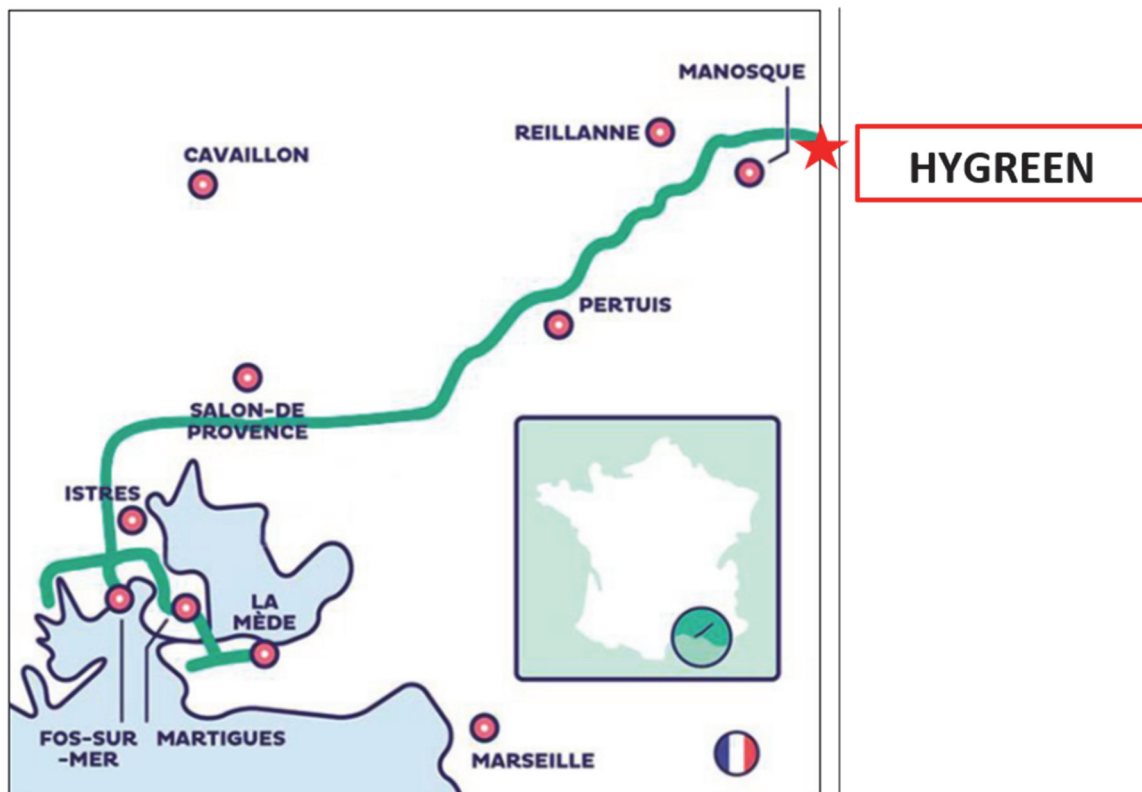 MANOSQUE
REILLANNE
CAVAILLON
HYGREEN
PERTUIS
SALON-DE
PROVENCE
ISTRES
LA
MÈDE
FOS-SUR
-MER
MARTIGUES
MARSEILLE